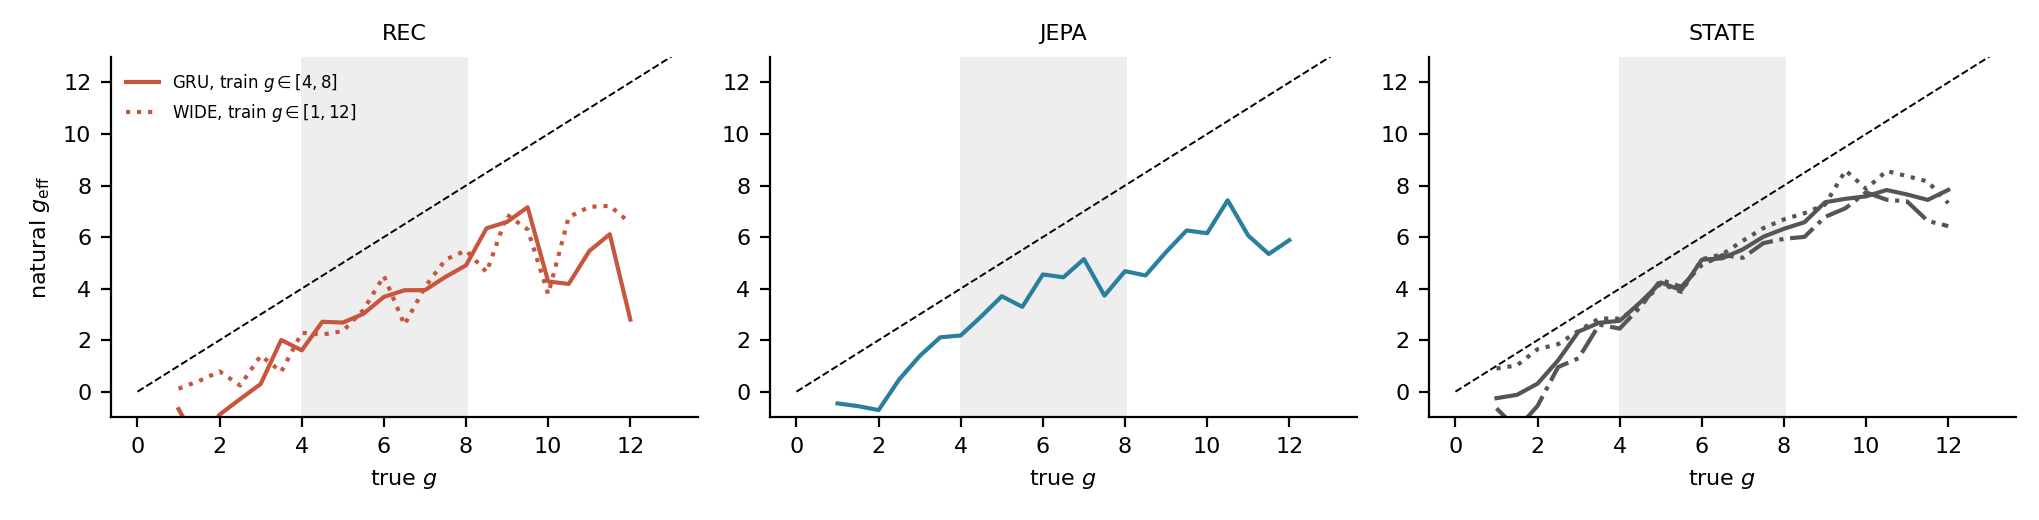 REC
JEPA
STATE
GRU, train g ∈ [4, 8]
WIDE, train g ∈ [1, 12]
natural g_eff
12
10
8
6
4
2
0
0 2 4 6 8 10 12
true g
12
10
8
6
4
2
0
0 2 4 6 8 10 12
true g
12
10
8
6
4
2
0
0 2 4 6 8 10 12
true g